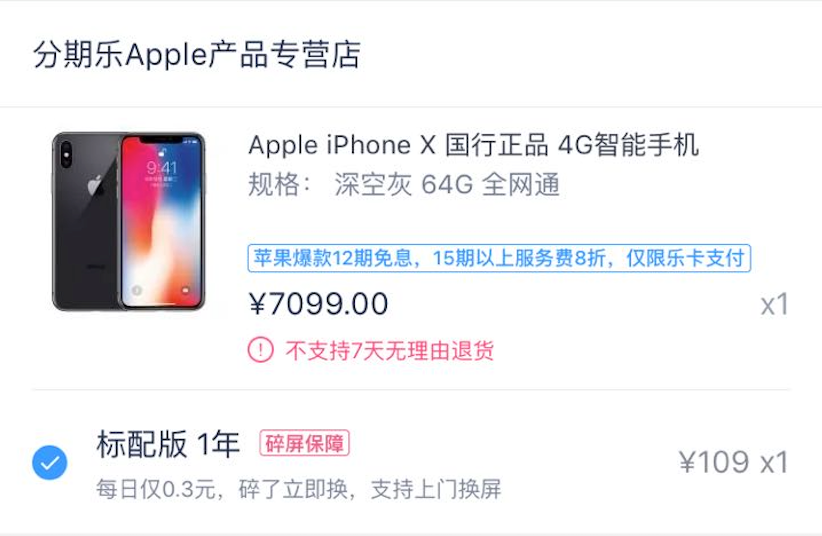 分期乐Apple产品专营店
Apple iPhone X 国行正品 4G智能手机
规格： 深空灰 64G 全网通
9:41
苹果爆款12期免息，15期以上服务费8折，仅限乐卡支付
¥7099.00
x1
不支持7天无理由退货
标配版 1年 碎屏保障
¥109 x1
每日仅0.3元，碎了立即换，支持上门换屏